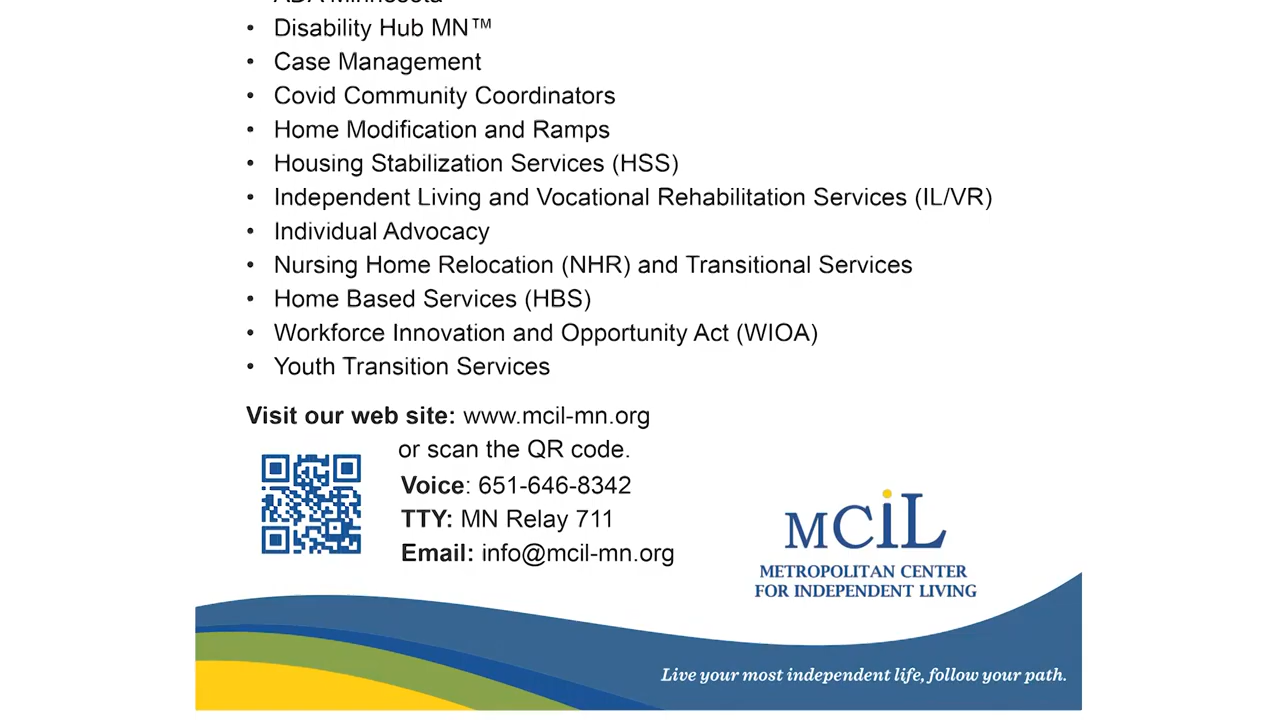 ADA Minnesota
• Disability Hub MN™
• Case Management
• Covid Community Coordinators
• Home Modification and Ramps
• Housing Stabilization Services (HSS)
• Independent Living and Vocational Rehabilitation Services (IL/VR)
• Individual Advocacy
• Nursing Home Relocation (NHR) and Transitional Services
• Home Based Services (HBS)
• Workforce Innovation and Opportunity Act (WIOA)
• Youth Transition Services
Visit our web site: www.mcil-mn.org
or scan the QR code.
Voice: 651-646-8342
TTY: MN Relay 711
Email: info@mcil-mn.org
MCiL
METROPOLITAN CENTER
FOR INDEPENDENT LIVING
Live your most independent life, follow your path.